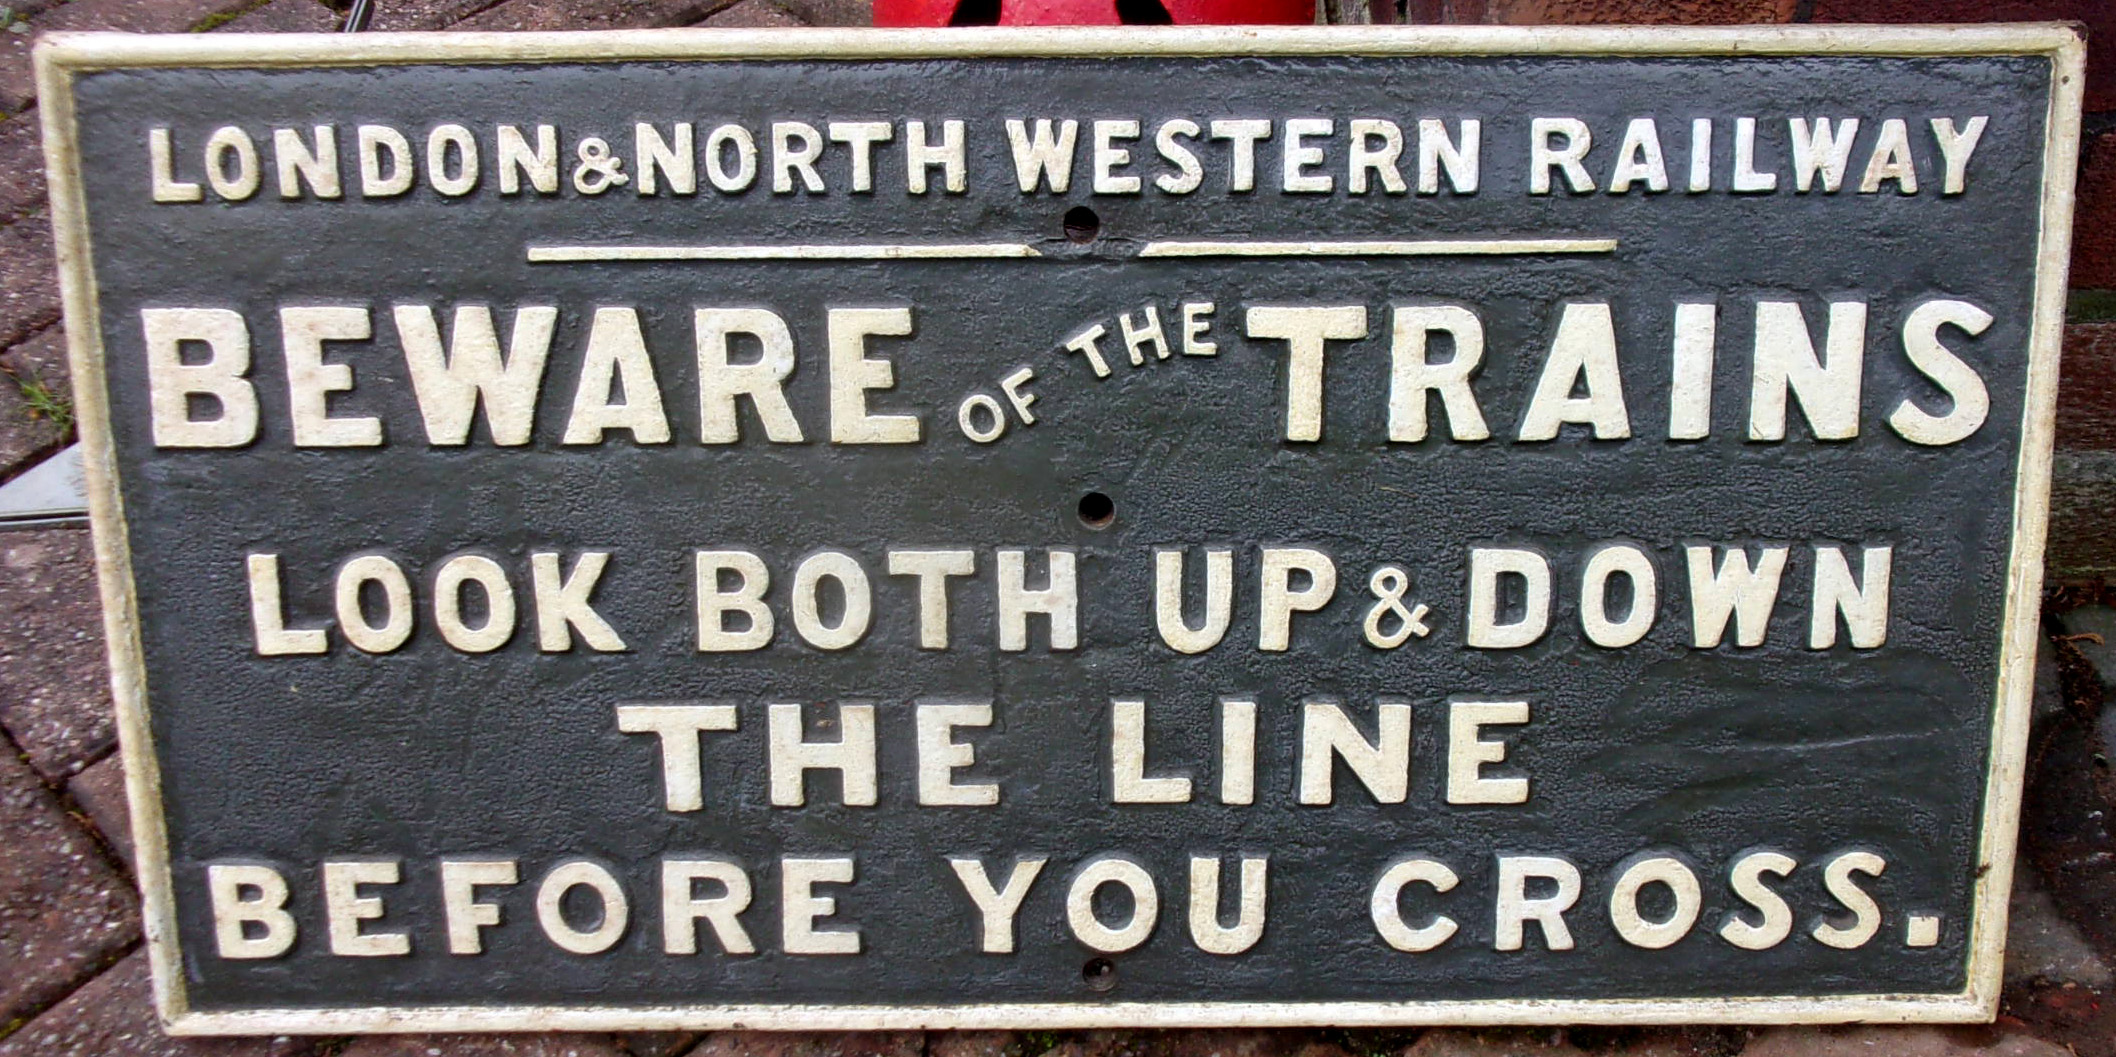 LONDON & NORTH WESTERN RAILWAY
BEWARE OF THE TRAINS
LOOK BOTH UP & DOWN
THE LINE
BEFORE YOU CROSS.